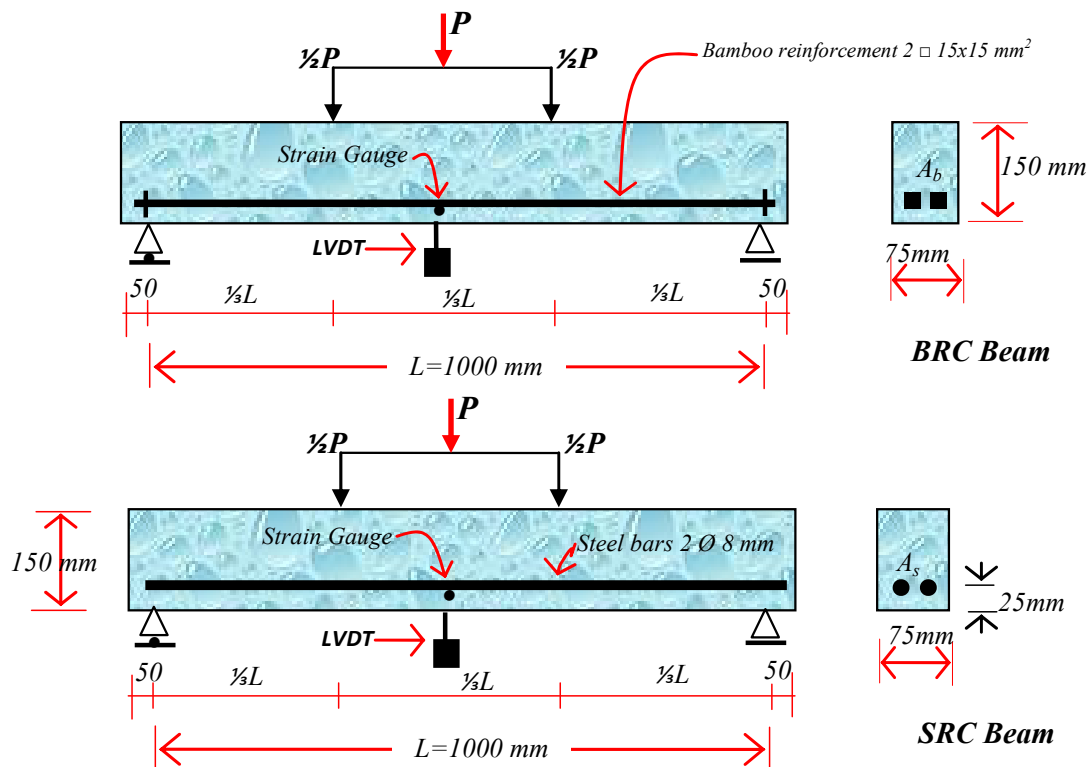 P
½P
½P
Bamboo reinforcement 2 □ 15x15 mm²
Strain Gauge
A_b
150 mm
LVDT
75mm
50
⅓L
⅓L
⅓L
50
BRC Beam
L=1000 mm
P
½P
½P
150 mm
Strain Gauge
Steel bars 2 Ø 8 mm
A_s
25mm
LVDT
75mm
50
⅓L
⅓L
⅓L
50
SRC Beam
L=1000 mm